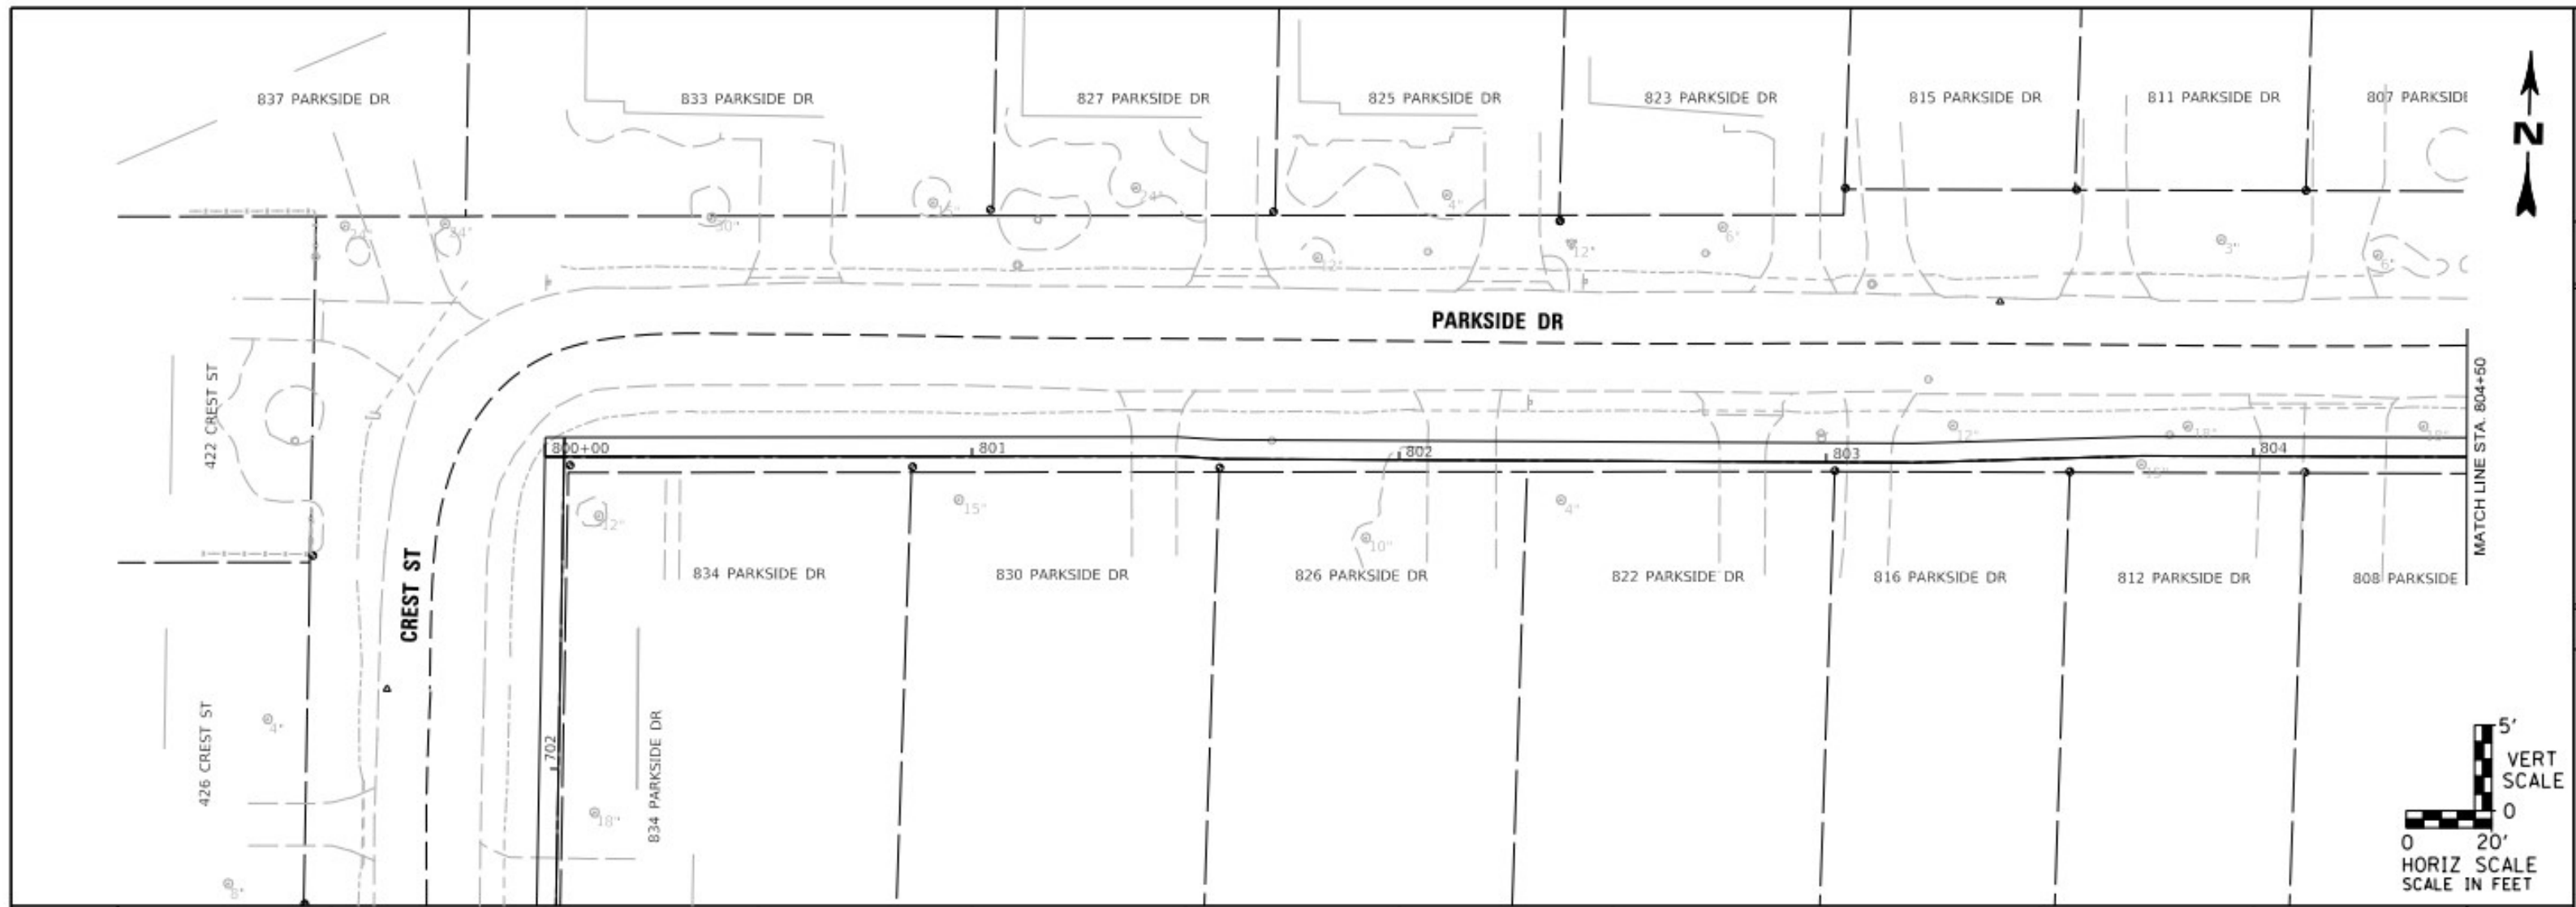 837 PARKSIDE DR
833 PARKSIDE DR
827 PARKSIDE DR
825 PARKSIDE DR
823 PARKSIDE DR
815 PARKSIDE DR
811 PARKSIDE DR
807 PARKSIDE
N
24"
24"
30"
15"
24"
4"
12"
12"
6"
3"
6"
PARKSIDE DR
MATCH LINE STA. 804+50
422 CREST ST
800+00
801
802
803
804
12"
18"
18"
12"
15"
10"
4"
15"
CREST ST
834 PARKSIDE DR
830 PARKSIDE DR
826 PARKSIDE DR
822 PARKSIDE DR
816 PARKSIDE DR
812 PARKSIDE DR
808 PARKSIDE
426 CREST ST
4"
702
834 PARKSIDE DR
18"
8"
5'
VERT
SCALE
0
0 20'
HORIZ SCALE
SCALE IN FEET